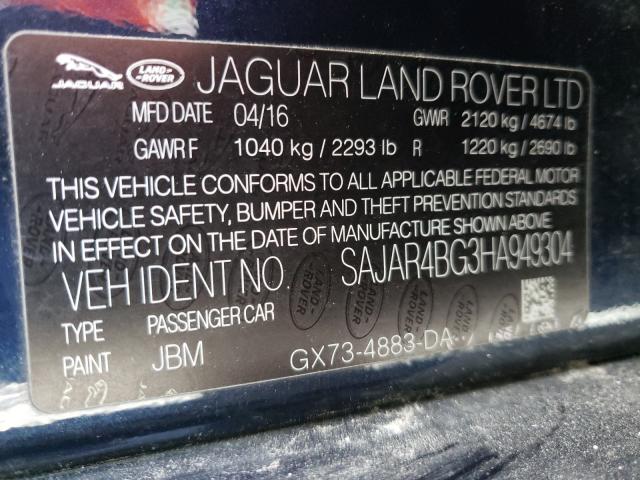 JAGUAR LAND-ROVER JAGUAR LAND ROVER LTD
MFD DATE 04/16 GVWR 2120 kg / 4674 lb
GAWR F 1040 kg / 2293 lb R 1220 kg / 2690 lb
THIS VEHICLE CONFORMS TO ALL APPLICABLE FEDERAL MOTOR
VEHICLE SAFETY, BUMPER AND THEFT PREVENTION STANDARDS
IN EFFECT ON THE DATE OF MANUFACTURE SHOWN ABOVE
VEH IDENT NO. SAJAR4BG3HA949304
TYPE PASSENGER CAR
PAINT JBM GX73-4883-DA